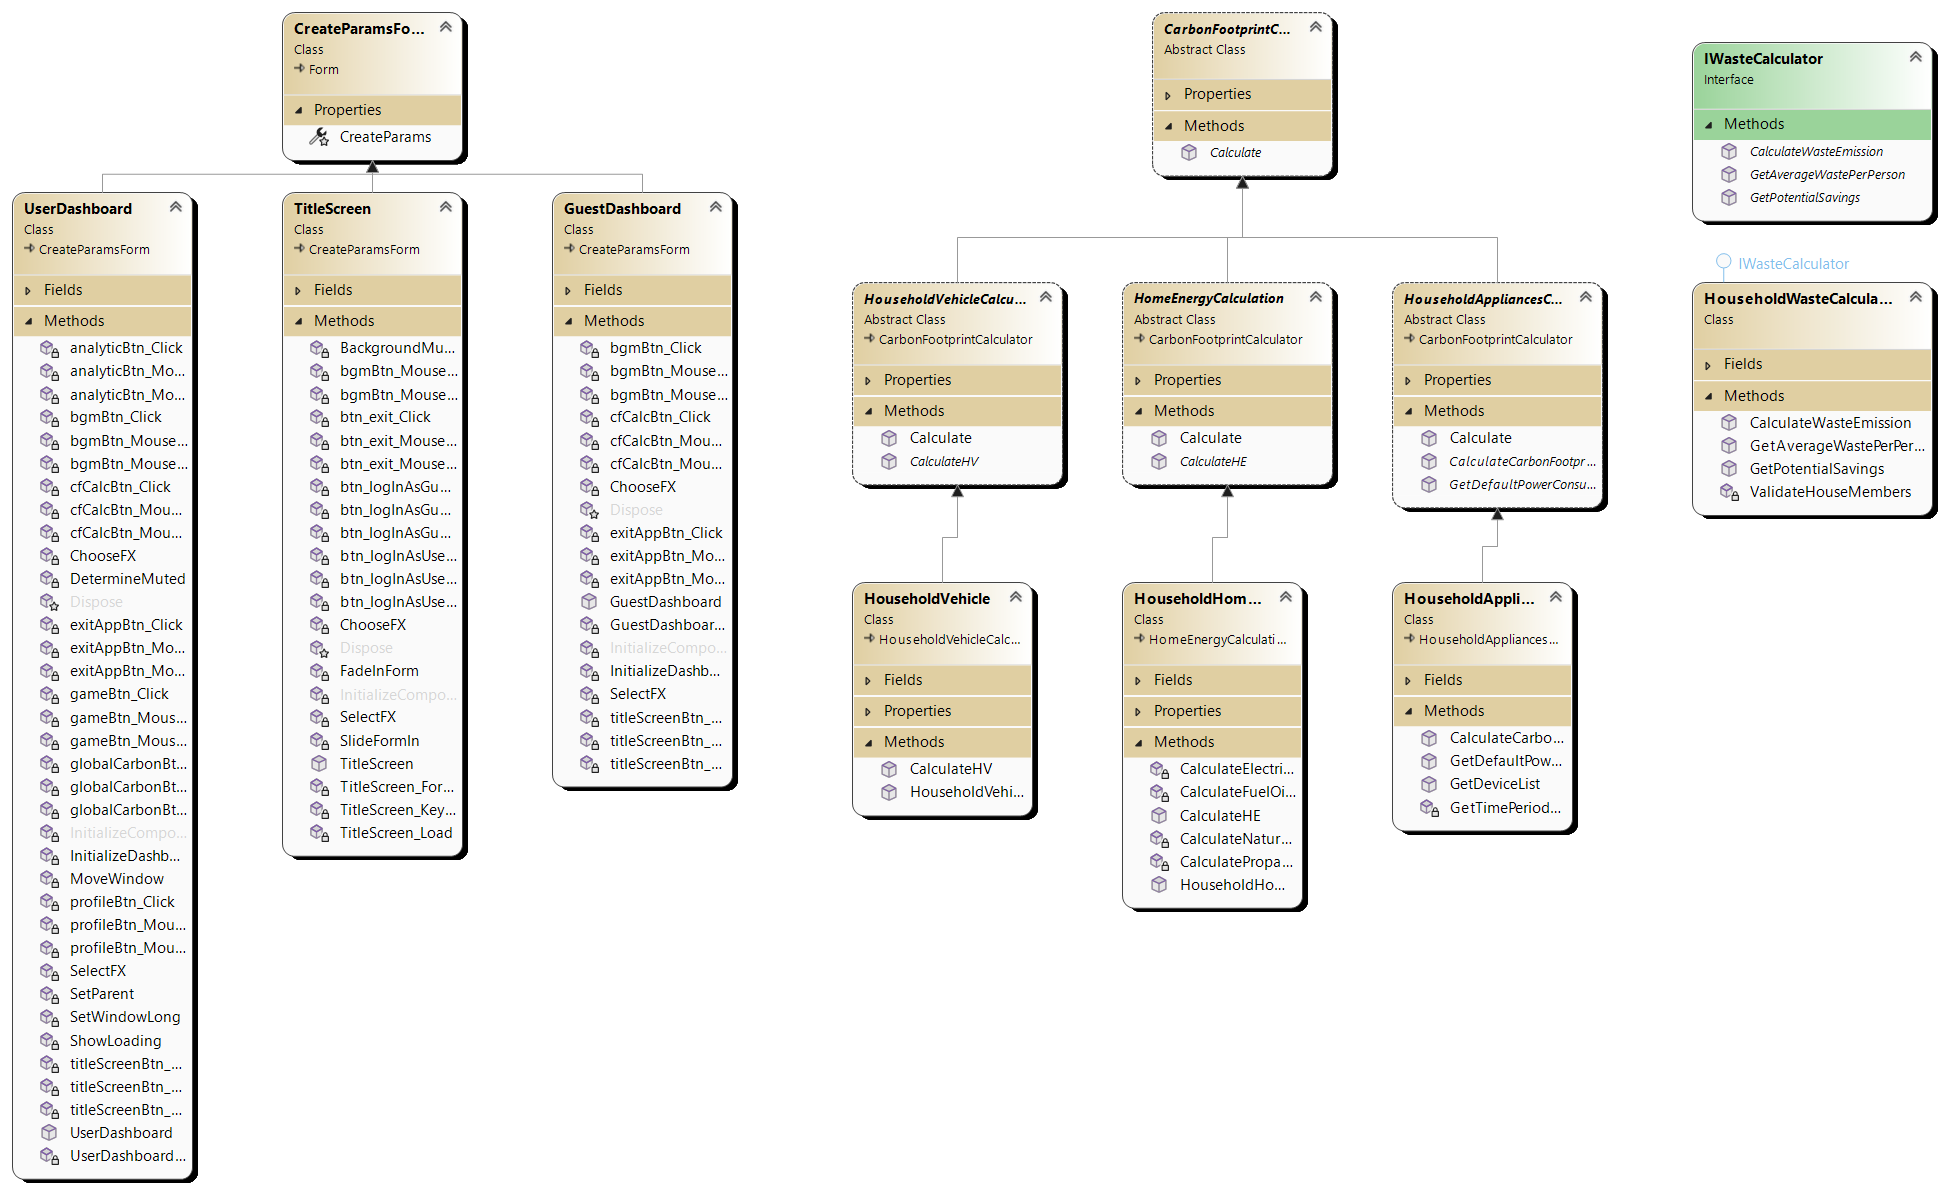 CreateParamsFo...
Class
Form
Properties
CreateParams
UserDashboard
Class
CreateParamsForm
Fields
Methods
analyticBtn_Click
analyticBtn_Mo...
analyticBtn_Mo...
bgmBtn_Click
bgmBtn_Mouse...
bgmBtn_Mouse...
cfCalcBtn_Click
cfCalcBtn_Mou...
cfCalcBtn_Mou...
ChooseFX
DetermineMuted
Dispose
exitAppBtn_Click
exitAppBtn_Mo...
exitAppBtn_Mo...
gameBtn_Click
gameBtn_Mous...
gameBtn_Mous...
globalCarbonBt...
globalCarbonBt...
globalCarbonBt...
InitializeCompo...
InitializeDashb...
MoveWindow
profileBtn_Click
profileBtn_Mou...
profileBtn_Mou...
SelectFX
SetParent
SetWindowLong
ShowLoading
titleScreenBtn_...
titleScreenBtn_...
titleScreenBtn_...
UserDashboard
UserDashboard...
TitleScreen
Class
CreateParamsForm
Fields
Methods
BackgroundMu...
bgmBtn_Mouse...
bgmBtn_Mouse...
btn_exit_Click
btn_exit_Mouse...
btn_exit_Mouse...
btn_logInAsGu...
btn_logInAsGu...
btn_logInAsGu...
btn_logInAsUse...
btn_logInAsUse...
btn_logInAsUse...
ChooseFX
Dispose
FadeInForm
InitializeCompo...
SelectFX
SlideFormIn
TitleScreen
TitleScreen_For...
TitleScreen_Key...
TitleScreen_Load
GuestDashboard
Class
CreateParamsForm
Fields
Methods
bgmBtn_Click
bgmBtn_Mouse...
bgmBtn_Mouse...
cfCalcBtn_Click
cfCalcBtn_Mou...
cfCalcBtn_Mou...
ChooseFX
Dispose
exitAppBtn_Click
exitAppBtn_Mo...
exitAppBtn_Mo...
GuestDashboard
GuestDashboar...
InitializeCompo...
InitializeDashb...
SelectFX
titleScreenBtn_...
titleScreenBtn_...
titleScreenBtn_...
CarbonFootprintC...
Abstract Class
Properties
Methods
Calculate
HouseholdVehicleCalcu...
Abstract Class
CarbonFootprintCalculator
Properties
Methods
Calculate
CalculateHV
HomeEnergyCalculation
Abstract Class
CarbonFootprintCalculator
Properties
Methods
Calculate
CalculateHE
HouseholdAppliancesC...
Abstract Class
CarbonFootprintCalculator
Properties
Methods
Calculate
CalculateCarbonFootpr...
GetDefaultPowerConsu...
HouseholdVehicle
Class
HouseholdVehicleCalc...
Fields
Properties
Methods
CalculateHV
HouseholdVehi...
HouseholdHom...
Class
HomeEnergyCalculati...
Fields
Properties
Methods
CalculateElectri...
CalculateFuelOi...
CalculateHE
CalculateNatur...
CalculatePropa...
HouseholdHo...
HouseholdAppli...
Class
HouseholdAppliances...
Fields
Methods
CalculateCarbo...
GetDefaultPow...
GetDeviceList
GetTimePeriod...
IWasteCalculator
Interface
Methods
CalculateWasteEmission
GetAverageWastePerPerson
GetPotentialSavings
IWasteCalculator
HouseholdWasteCalcula...
Class
Fields
Methods
CalculateWasteEmission
GetAverageWastePerPer...
GetPotentialSavings
ValidateHouseMembers